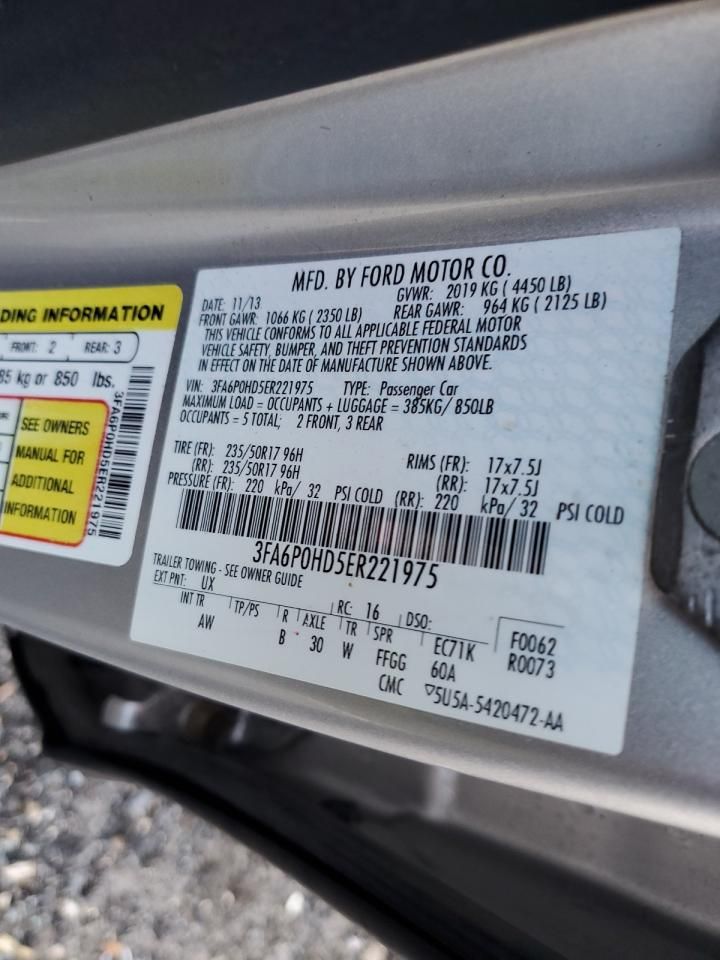 MFD. BY FORD MOTOR CO.
DATE: 11/13 GVWR: 2019 KG ( 4450 LB)
FRONT GAWR: 1066 KG ( 2350 LB) REAR GAWR: 964 KG ( 2125 LB)
THIS VEHICLE CONFORMS TO ALL APPLICABLE FEDERAL MOTOR
VEHICLE SAFETY, BUMPER, AND THEFT PREVENTION STANDARDS
IN EFFECT ON THE DATE OF MANUFACTURE SHOWN ABOVE.
VIN: 3FA6P0HD5ER221975 TYPE: Passenger Car
MAXIMUM LOAD = OCCUPANTS + LUGGAGE = 385KG/ 850LB
OCCUPANTS = 5 TOTAL: 2 FRONT, 3 REAR
TIRE (FR): 235/50R17 96H RIMS (FR): 17x7.5J
(RR): 235/50R17 96H (RR): 17x7.5J
PRESSURE (FR): 220 kPa/ 32 PSI COLD (RR): 220 kPa/ 32 PSI COLD
3FA6P0HD5ER221975
TRAILER TOWING - SEE OWNER GUIDE
EXT PNT: UX RC: 16 DSO: F0062
INT TR TP/PS R AXLE TR SPR EC71K R0073
AW B 30 W FFGG 60A
CMC ▽5U5A-5420472-AA
DING INFORMATION
FRONT: 2 REAR: 3
85 kg or 850 lbs.
SEE OWNERS
MANUAL FOR
ADDITIONAL
INFORMATION
3FA6P0HD5ER221975